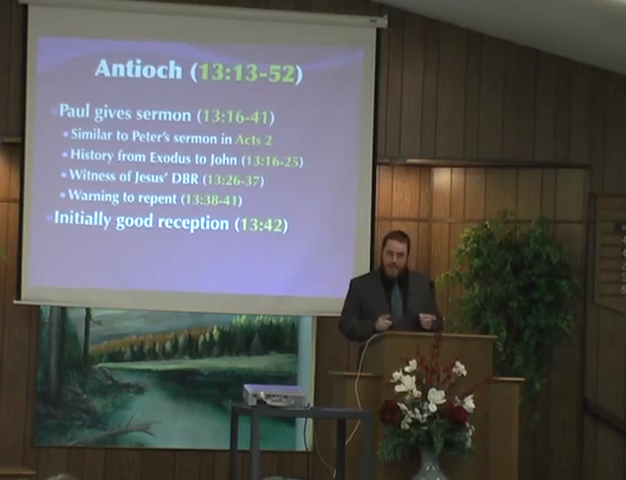 Antioch (13:13-52)
Paul gives sermon (13:16-41)
Similar to Peter's sermon in Acts 2
History from Exodus to John (13:16-25)
Witness of Jesus' DBR (13:26-37)
Warning to repent (13:38-41)
Initially good reception (13:42)